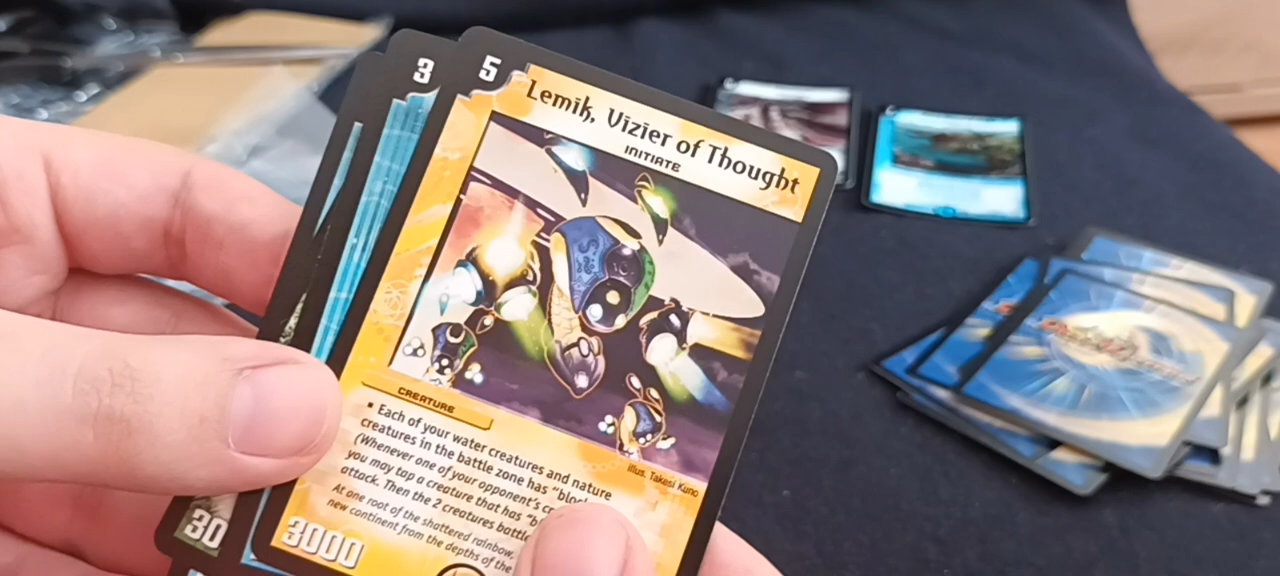 3
5
Lemik, Vizier of Thought
INITIATE
CREATURE
illus. Takesi Kuno
▪ Each of your water creatures and nature
creatures in the battle zone has
(Whenever one of your opponent's
you may tap a creature that has
attack. Then the 2 creatures battle
At one root of the shattered rainbow,
new continent from the depths of the
3000
30